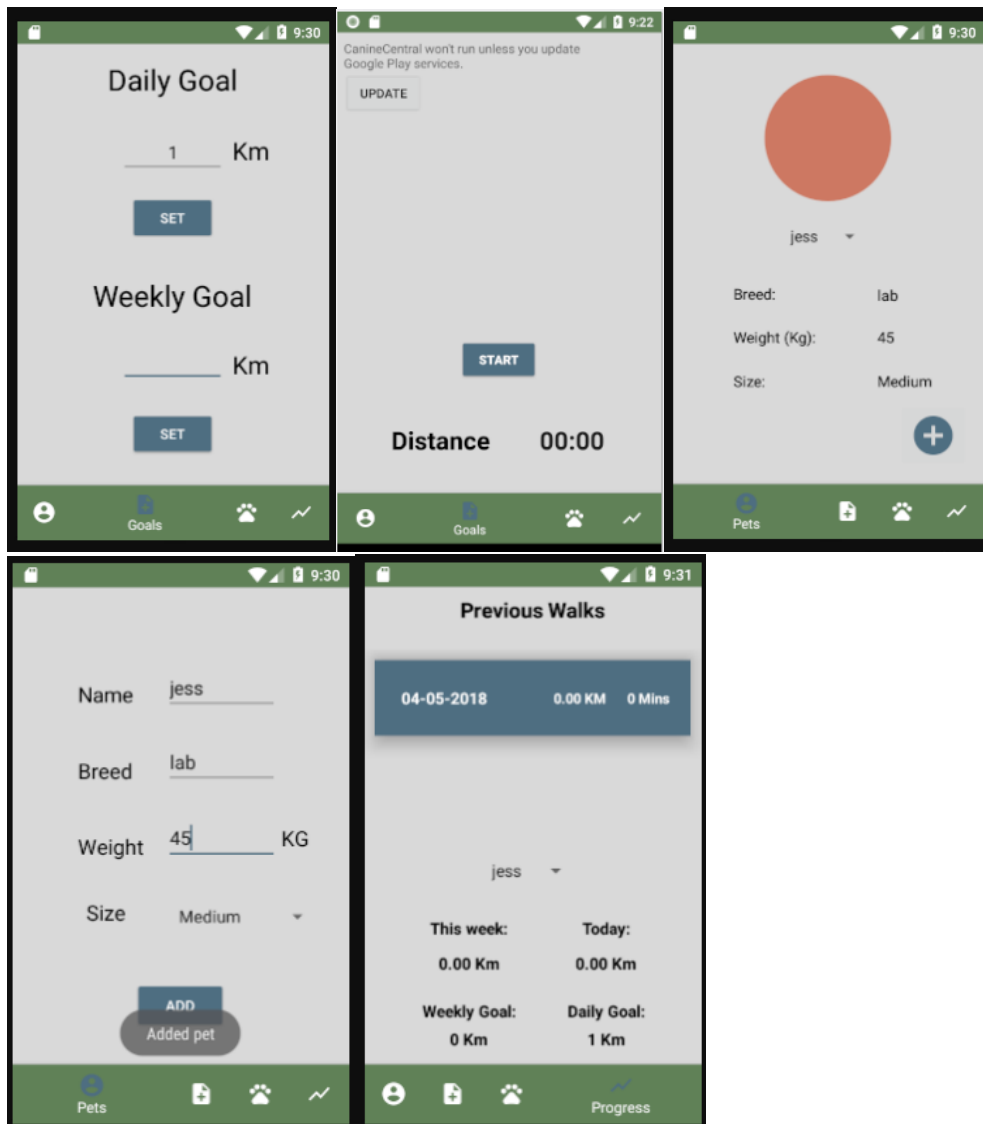 9:30
Daily Goal
1 Km
SET
Weekly Goal
Km
SET
Goals
9:22
CanineCentral won't run unless you update
Google Play services.
UPDATE
START
Distance 00:00
Goals
9:30
jess
Breed: lab
Weight (Kg): 45
Size: Medium
Pets
9:30
Name jess
Breed lab
Weight 45 KG
Size Medium
ADD
Added pet
Pets
9:31
Previous Walks
04-05-2018 0.00 KM 0 Mins
jess
This week: Today:
0.00 Km 0.00 Km
Weekly Goal: Daily Goal:
0 Km 1 Km
Progress